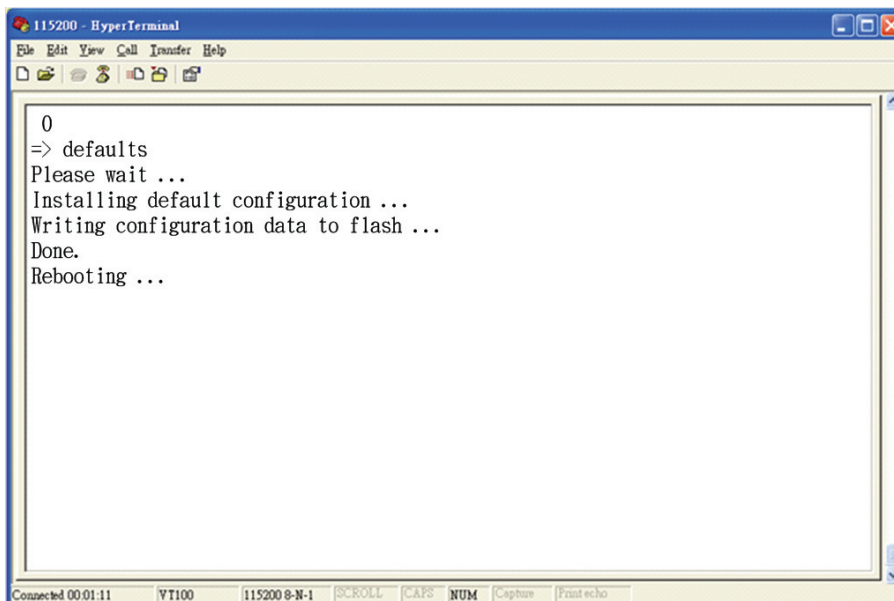 115200 - HyperTerminal
File Edit View Call Transfer Help
0
=> defaults
Please wait ...
Installing default configuration ...
Writing configuration data to flash ...
Done.
Rebooting ...
Connected 00:01:11 VT100 115200 8-N-1 SCROLL CAPS NUM Capture Print echo